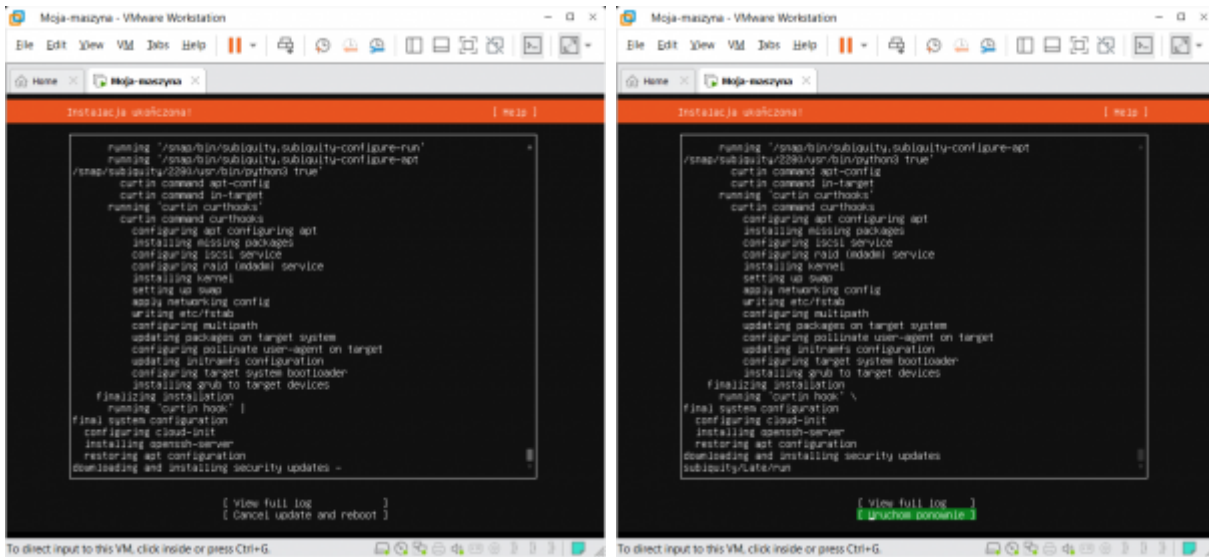 Moja-maszyna - VMware Workstation
File Edit View VM Tabs Help
Home
Moja-maszyna
Instalacja ukończona!
[ Help ]
running '/snap/bin/subiquity.subiquity-configure-run'
running '/snap/bin/subiquity.subiquity-configure-apt
/snap/subiquity/2280/usr/bin/python3 true'
curtin command apt-config
curtin command in-target
running 'curtin curthooks'
curtin command curthooks
configuring apt configuring apt
installing missing packages
configuring iscsi service
configuring raid (mdadm) service
installing kernel
setting up swap
apply networking config
writing etc/fstab
configuring multipath
updating packages on target system
configuring pollinate user-agent on target
updating initramfs configuration
configuring target system bootloader
installing grub to target devices
finalizing installation
running 'curtin hook' |
final system configuration
configuring cloud-init
installing openssh-server
restoring apt configuration
downloading and installing security updates -
[ View full log ]
[ Cancel update and reboot ]
To direct input to this VM, click inside or press Ctrl+G.
Moja-maszyna - VMware Workstation
File Edit View VM Tabs Help
Home
Moja-maszyna
Instalacja ukończona!
[ Help ]
running '/snap/bin/subiquity.subiquity-configure-apt
/snap/subiquity/2280/usr/bin/python3 true'
curtin command apt-config
curtin command in-target
running 'curtin curthooks'
curtin command curthooks
configuring apt configuring apt
installing missing packages
configuring iscsi service
configuring raid (mdadm) service
installing kernel
setting up swap
apply networking config
writing etc/fstab
configuring multipath
updating packages on target system
configuring pollinate user-agent on target
updating initramfs configuration
configuring target system bootloader
installing grub to target devices
finalizing installation
running 'curtin hook' \
final system configuration
configuring cloud-init
installing openssh-server
restoring apt configuration
downloading and installing security updates
subiquity/Late/run
[ View full log ]
[ Uruchom ponownie ]
To direct input to this VM, click inside or press Ctrl+G.